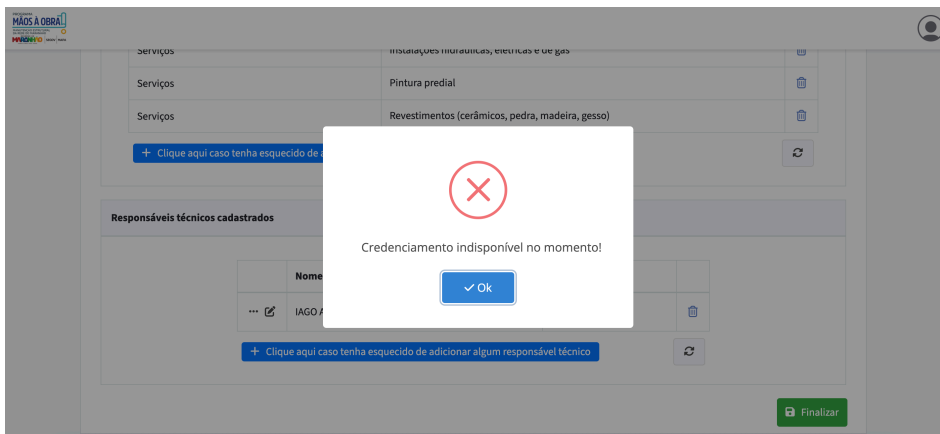 MÃOS À OBRA
Serviços
Instalações hidráulicas, elétricas e de gás
Serviços
Pintura predial
Serviços
Revestimentos (cerâmicos, pedra, madeira, gesso)
+ Clique aqui caso tenha esquecido de
Credenciamento indisponível no momento!
Ok
Responsáveis técnicos cadastrados
Nome
IAGO
+ Clique aqui caso tenha esquecido de adicionar algum responsável técnico
Finalizar